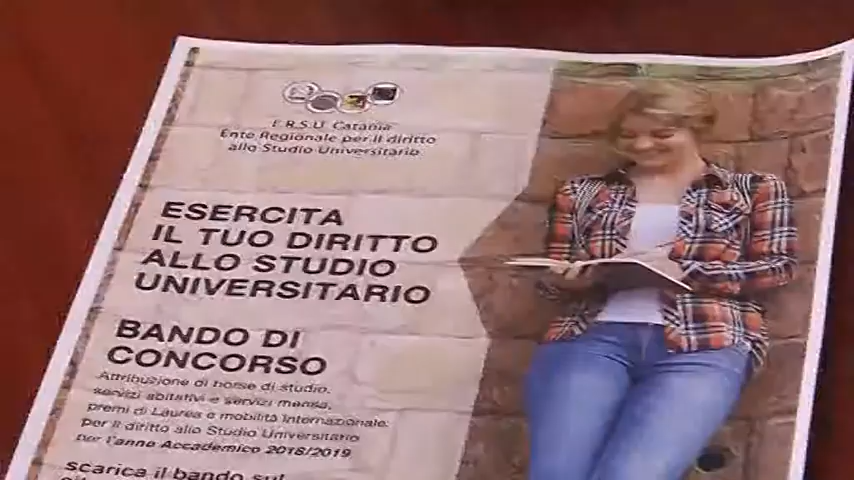 E.R.S.U. Catania
Ente Regionale per il diritto
allo Studio Universitario
ESERCITA
IL TUO DIRITTO
ALLO STUDIO
UNIVERSITARIO
BANDO DI
CONCORSO
Attribuzione di borse di studio,
servizi abitativi e servizi mensa,
premi di Laurea e mobilità Internazionale:
per il diritto allo Studio Universitario
per l'anno Accademico 2018/2019
scarica il bando sul